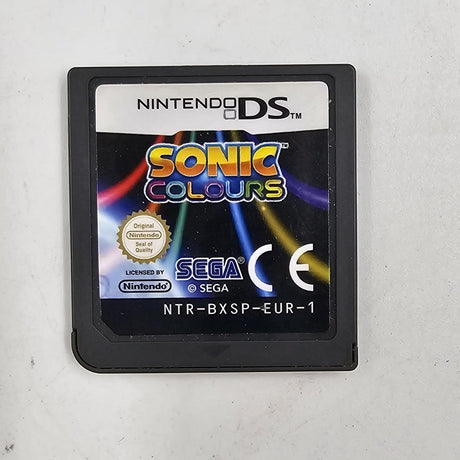 NINTENDO DS™
SONIC™
COLOURS
Original
Nintendo
Seal of
Quality
LICENSED BY
Nintendo
SEGA®
© SEGA
CE
NTR-BXSP-EUR-1